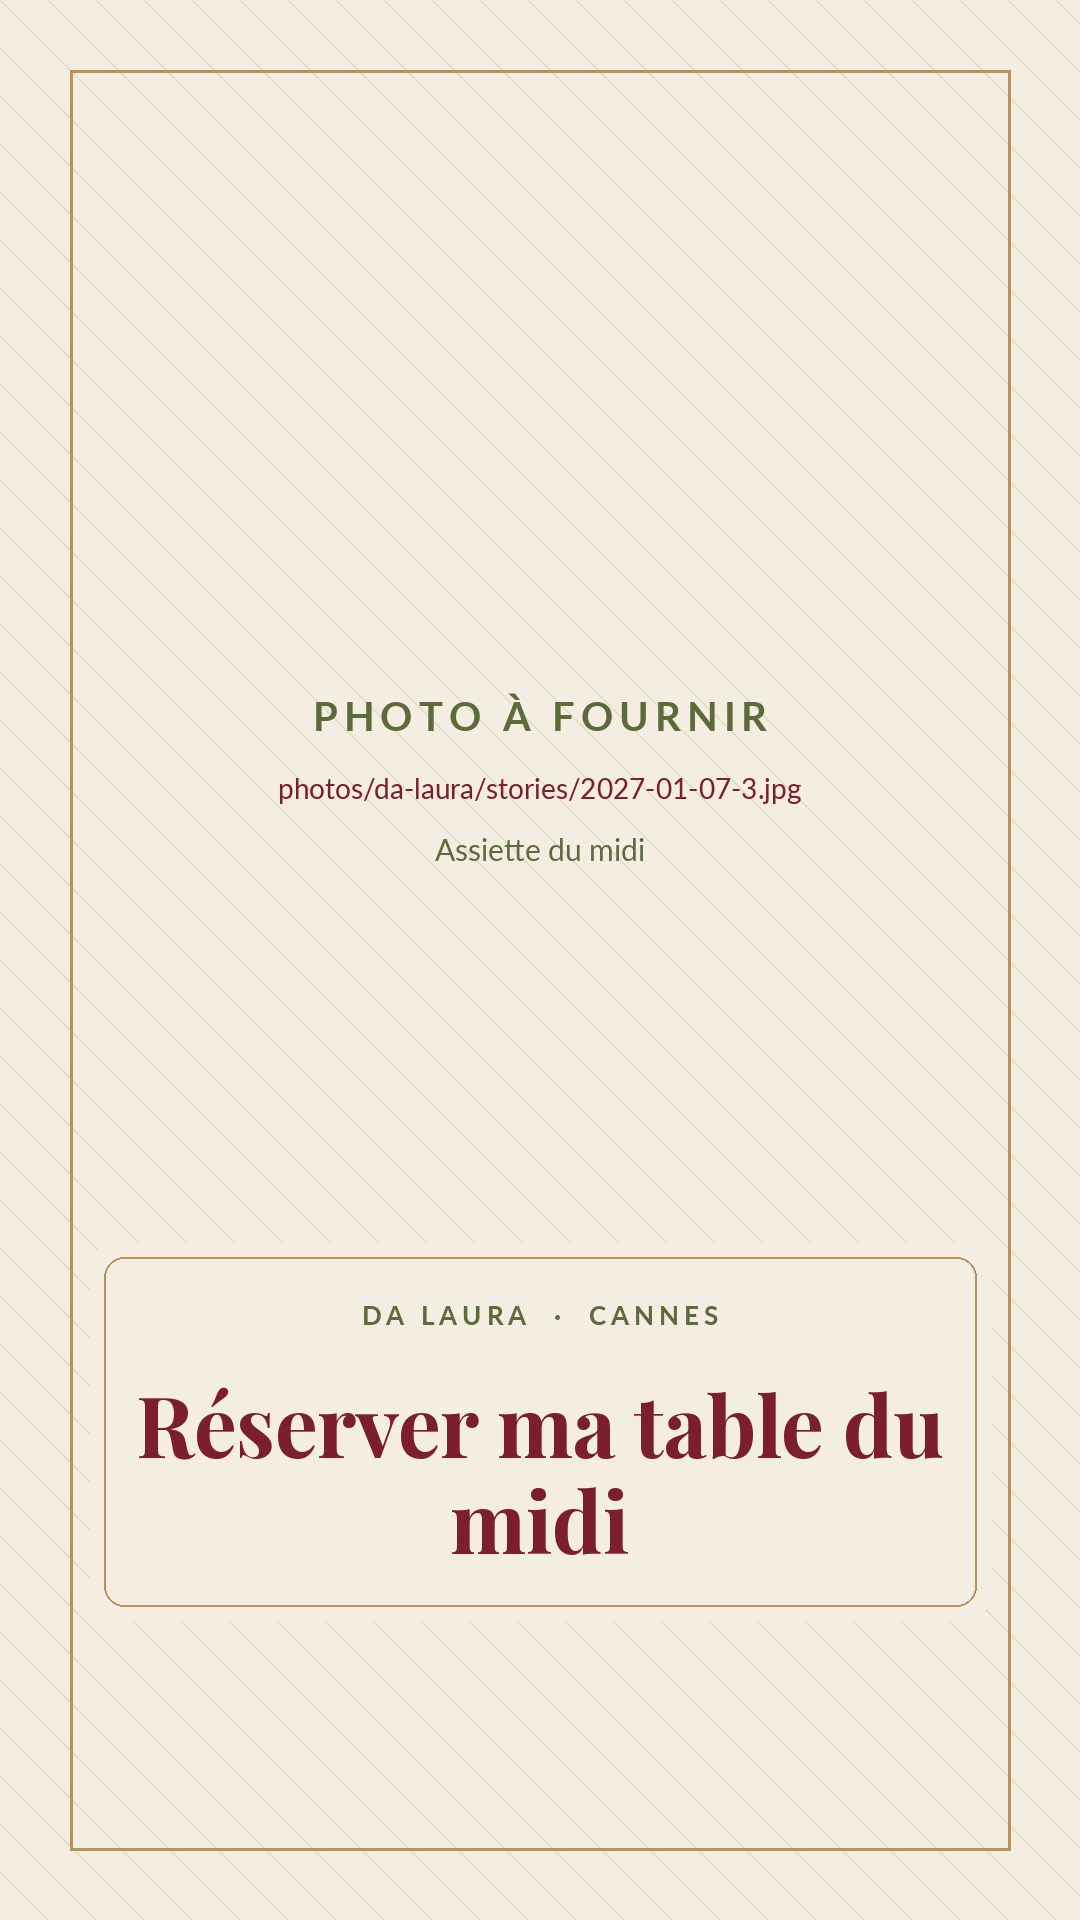 PHOTO À FOURNIR
photos/da-laura/stories/2027-01-07-3.jpg
Assiette du midi
DA LAURA · CANNES
Réserver ma table du
midi